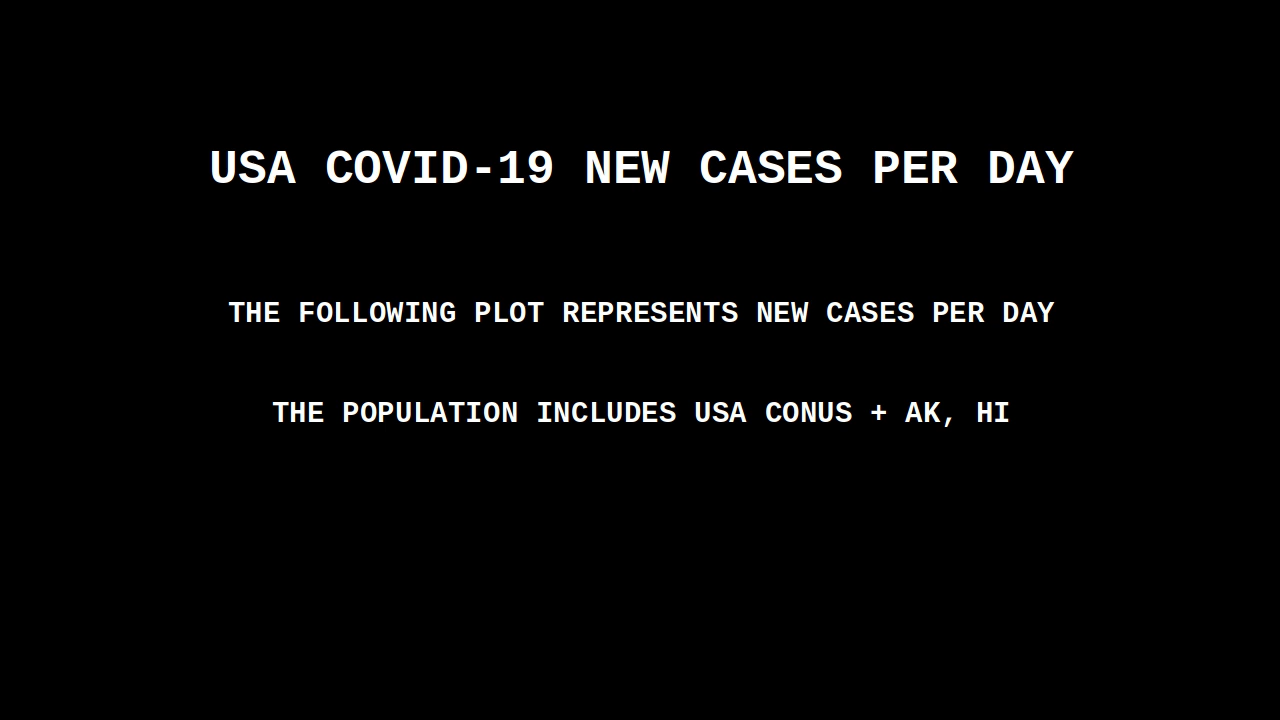 USA COVID-19 NEW CASES PER DAY
THE FOLLOWING PLOT REPRESENTS NEW CASES PER DAY
THE POPULATION INCLUDES USA CONUS + AK, HI